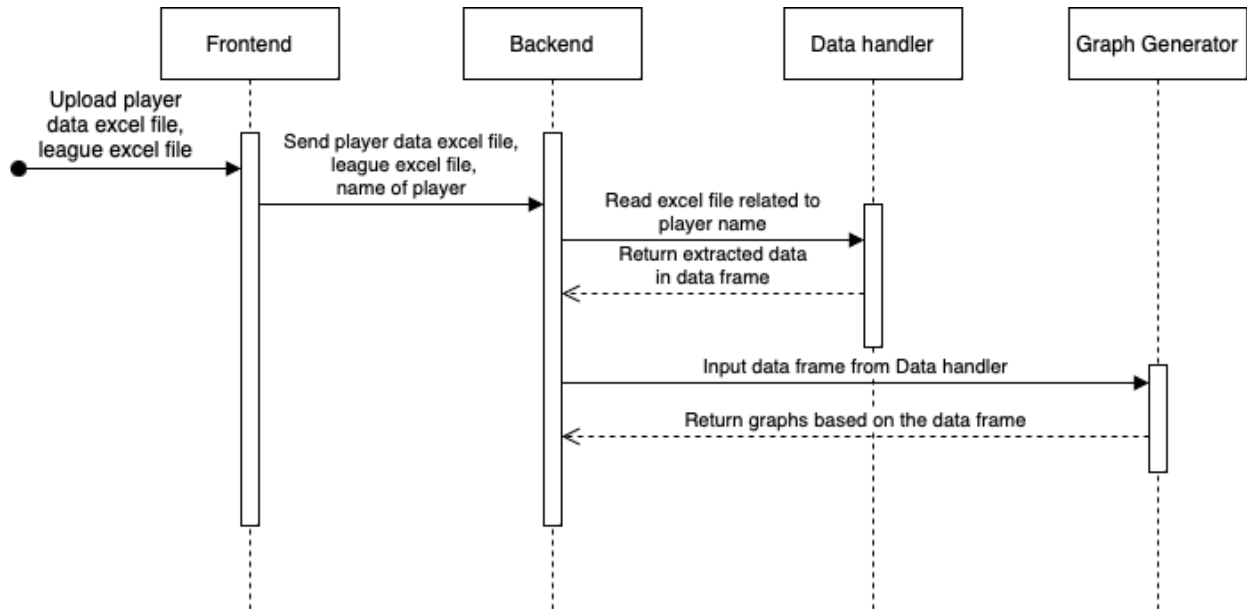 Frontend
Backend
Data handler
Graph Generator
Upload player
data excel file,
league excel file
Send player data excel file,
league excel file,
name of player
Read excel file related to
player name
Return extracted data
in data frame
Input data frame from Data handler
Return graphs based on the data frame